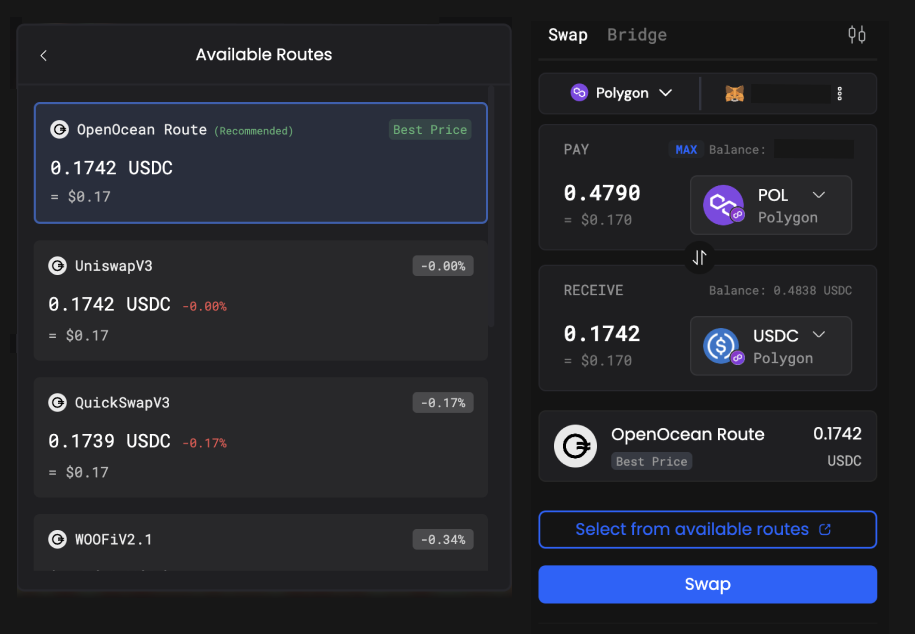 Available Routes
OpenOcean Route (Recommended) Best Price
0.1742 USDC
= $0.17
UniswapV3 -0.00%
0.1742 USDC -0.00%
= $0.17
QuickSwapV3 -0.17%
0.1739 USDC -0.17%
= $0.17
WOOFiV2.1 -0.34%
Swap Bridge
Polygon
PAY MAX Balance:
0.4790 POL
= $0.170 Polygon
RECEIVE Balance: 0.4838 USDC
0.1742 USDC
= $0.170 Polygon
OpenOcean Route 0.1742
Best Price USDC
Select from available routes
Swap